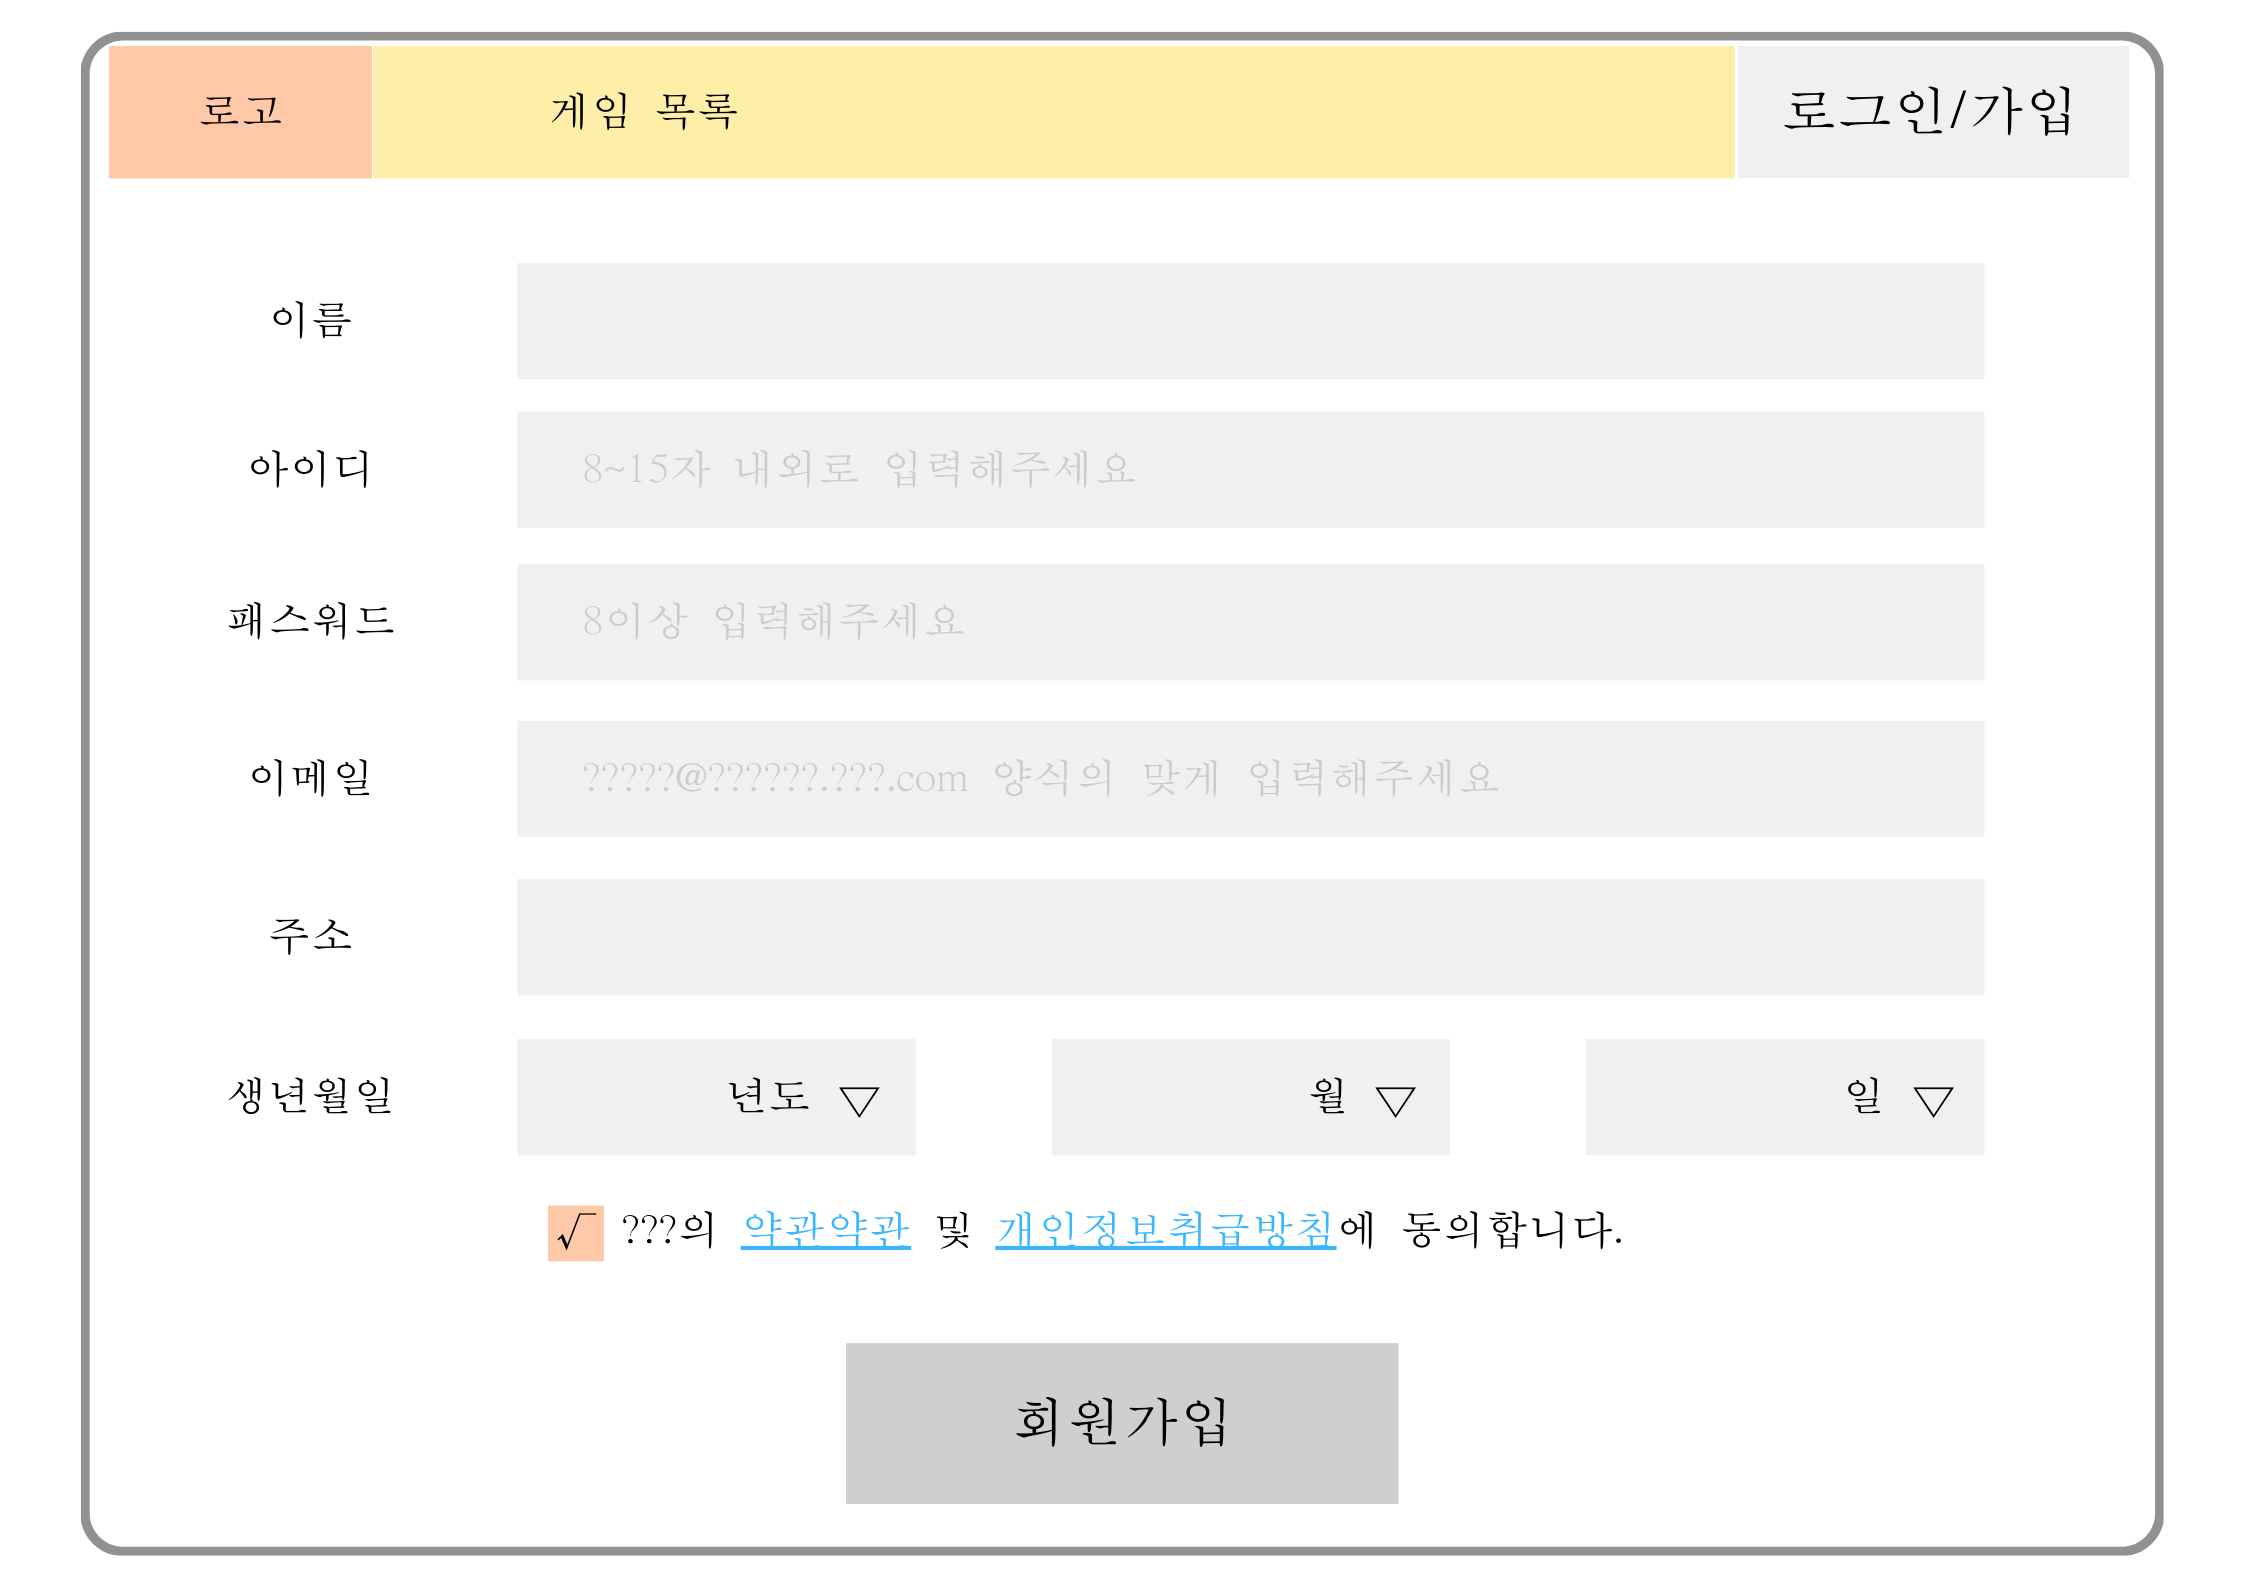 로고 게임 목록 로그인/가입
이름
아이디 8~15자 내외로 입력해주세요
패스워드 8이상 입력해주세요
이메일 ?????@??????.???.com 양식의 맞게 입력해주세요
주소
생년월일 년도 ▽ 월 ▽ 일 ▽
√ ???의 약관약관 및 개인정보취급방침에 동의합니다.
회원가입